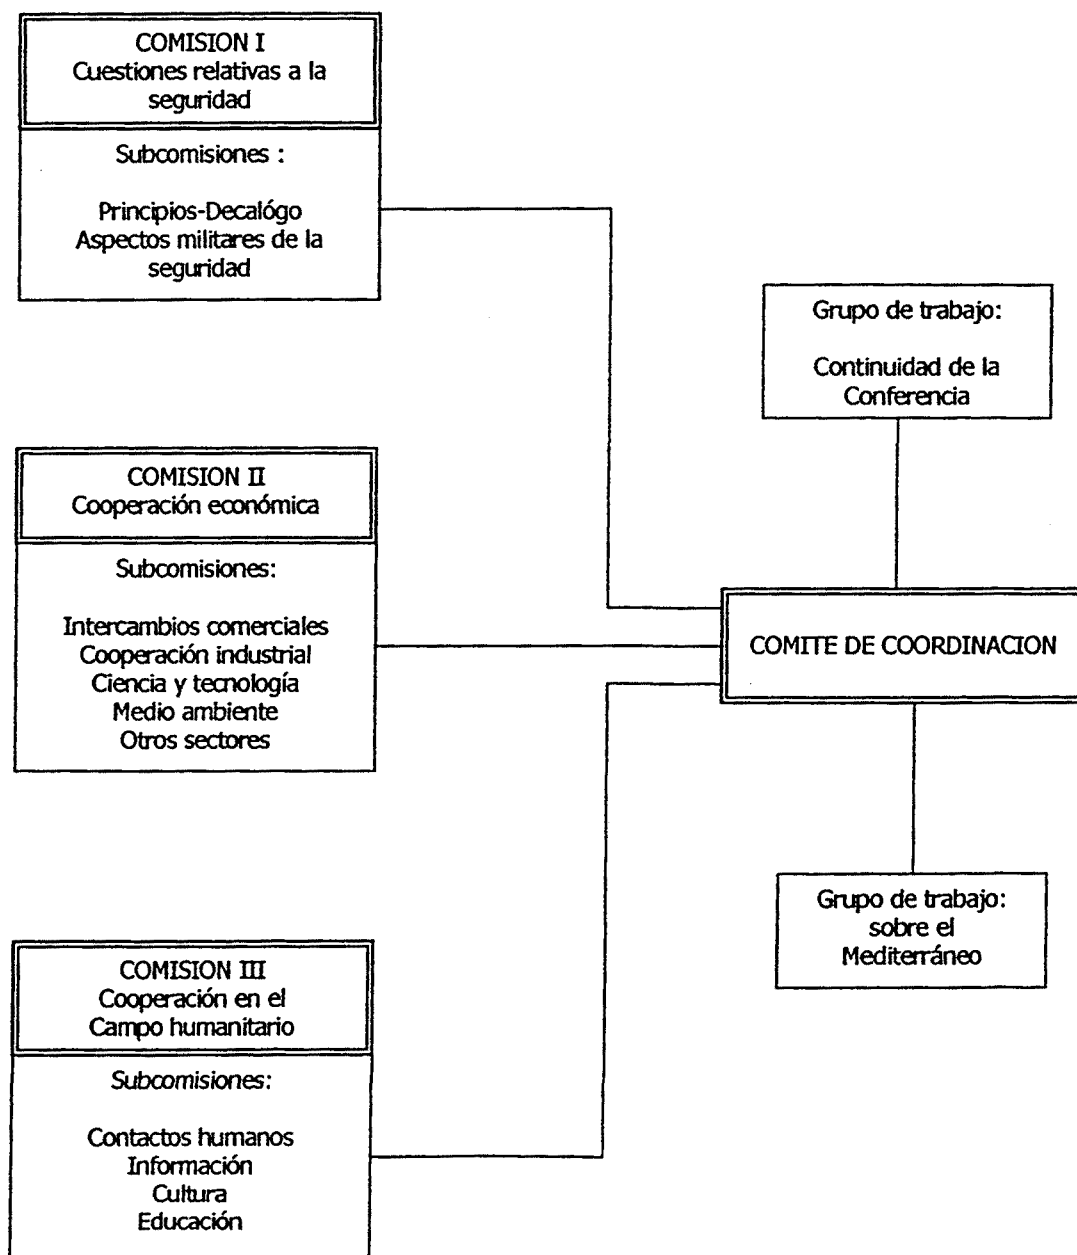 COMISION I
Cuestiones relativas a la
seguridad
Subcomisiones :
Principios-Decalógo
Aspectos militares de la
seguridad
Grupo de trabajo:
Continuidad de la
Conferencia
COMISION II
Cooperación económica
Subcomisiones:
Intercambios comerciales
Cooperación industrial
Ciencia y tecnología
Medio ambiente
Otros sectores
COMITE DE COORDINACION
Grupo de trabajo:
sobre el
Mediterráneo
COMISION III
Cooperación en el
Campo humanitario
Subcomisiones:
Contactos humanos
Información
Cultura
Educación